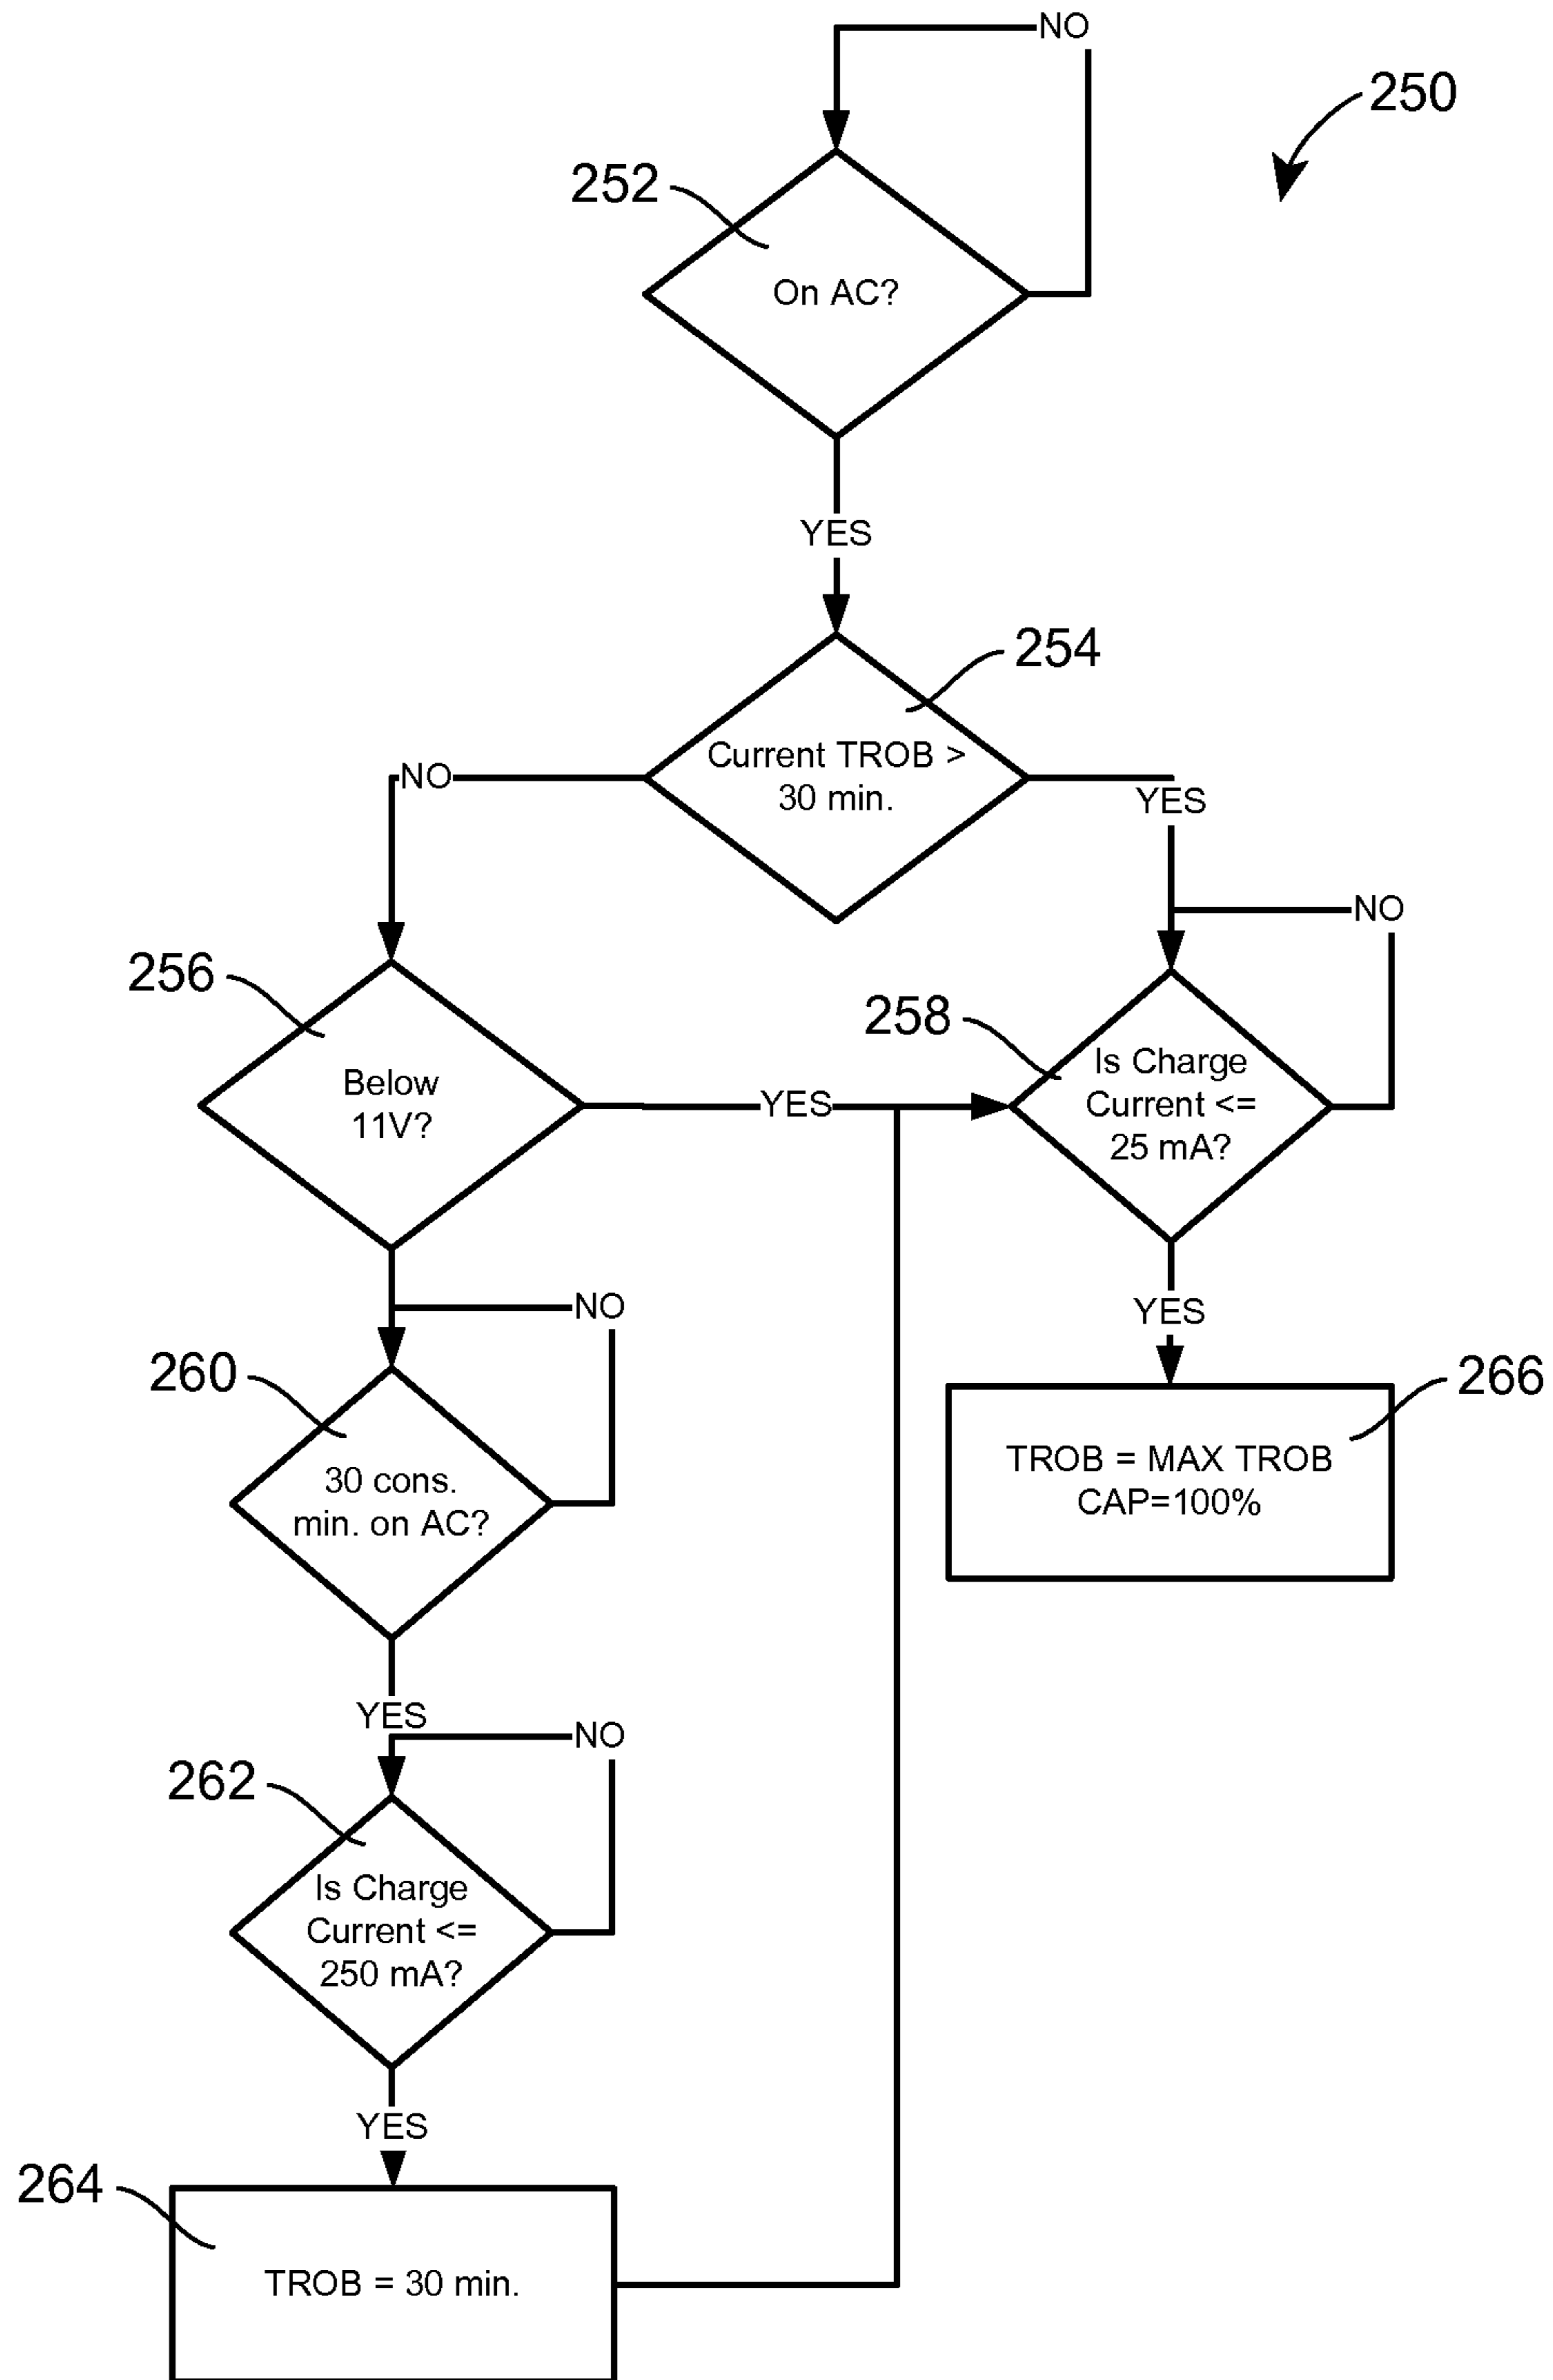 NO
250
252
On AC?
YES
254
Current TROB >
30 min.
NO
YES
NO
256
258
Below
11V?
YES
Is Charge
Current <=
25 mA?
NO
YES
260
266
30 cons.
min. on AC?
TROB = MAX TROB
CAP=100%
YES
NO
262
Is Charge
Current <=
250 mA?
YES
264
TROB = 30 min.